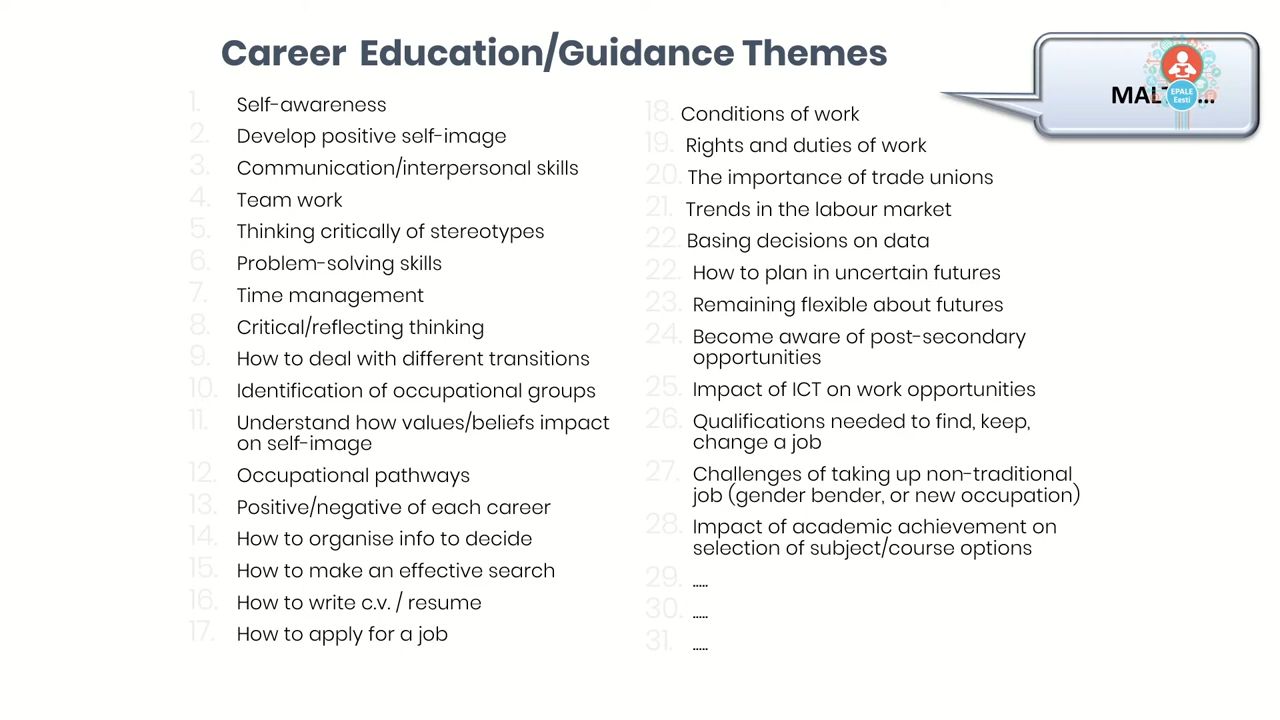 Career Education/Guidance Themes
1. Self-awareness
2. Develop positive self-image
3. Communication/interpersonal skills
4. Team work
5. Thinking critically of stereotypes
6. Problem-solving skills
7. Time management
8. Critical/reflecting thinking
9. How to deal with different transitions
10. Identification of occupational groups
11. Understand how values/beliefs impact
on self-image
12. Occupational pathways
13. Positive/negative of each career
14. How to organise info to decide
15. How to make an effective search
16. How to write c.v. / resume
17. How to apply for a job
18. Conditions of work
19. Rights and duties of work
20. The importance of trade unions
21. Trends in the labour market
22. Basing decisions on data
22. How to plan in uncertain futures
23. Remaining flexible about futures
24. Become aware of post-secondary
opportunities
25. Impact of ICT on work opportunities
26. Qualifications needed to find, keep,
change a job
27. Challenges of taking up non-traditional
job (gender bender, or new occupation)
28. Impact of academic achievement on
selection of subject/course options
29. .....
30. .....
31. .....
EPALE
Eesti